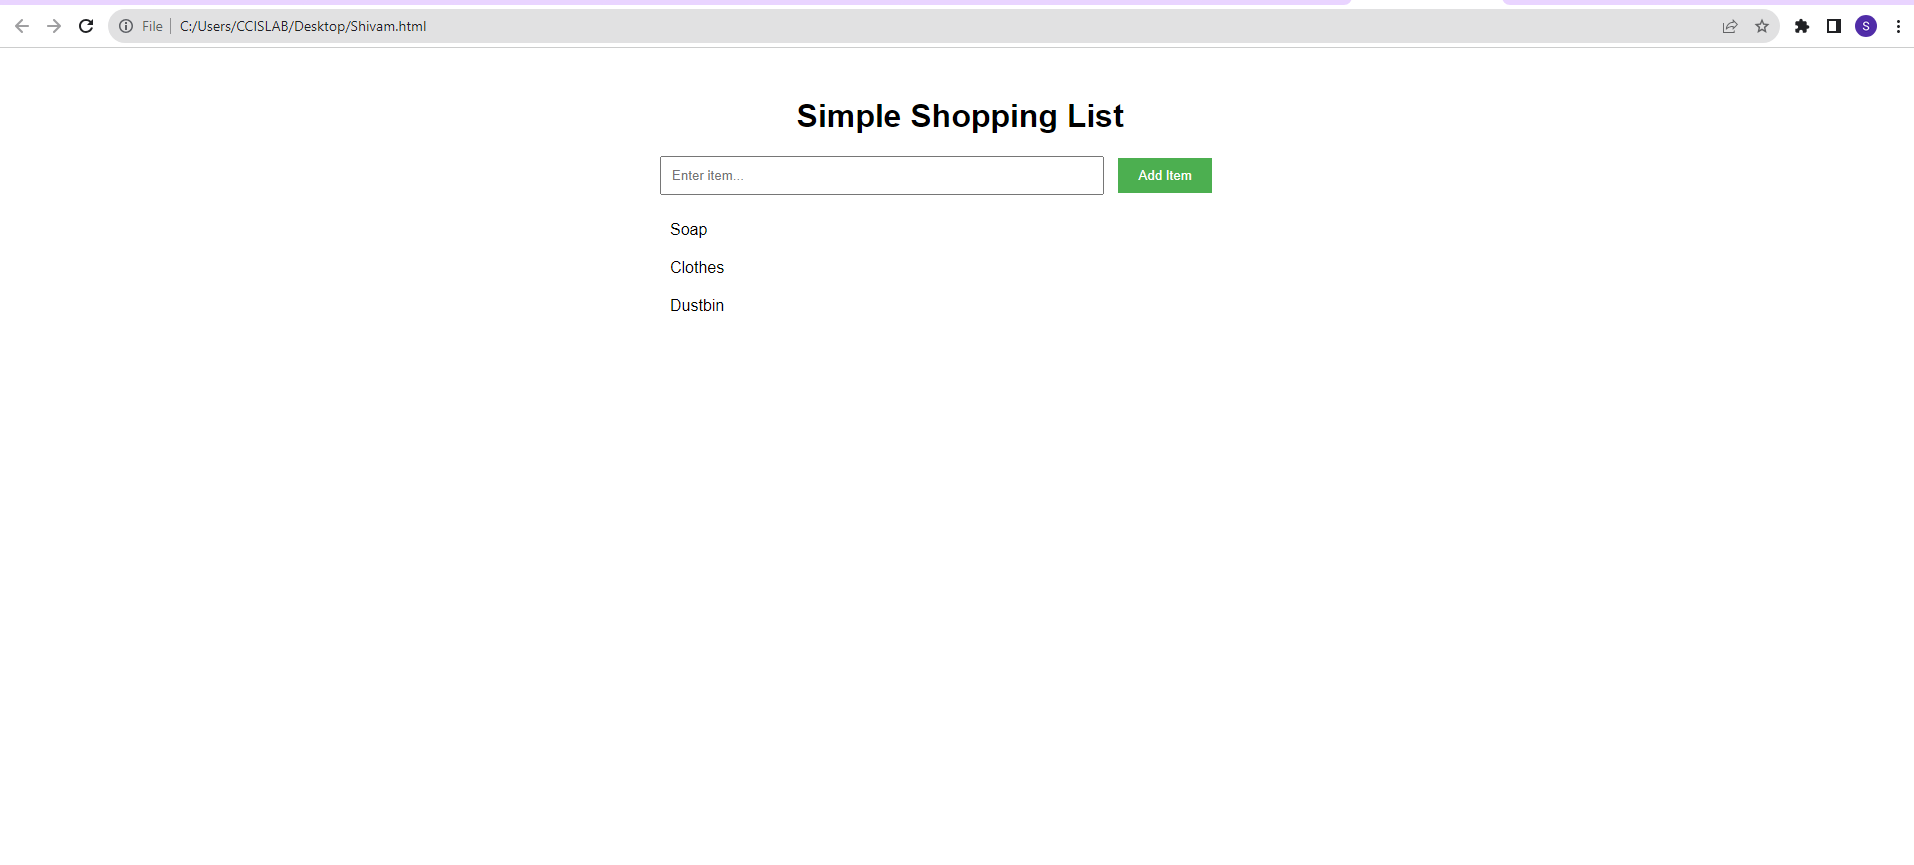 File C:/Users/CCISLAB/Desktop/Shivam.html S
Simple Shopping List
Enter item... Add Item
Soap
Clothes
Dustbin